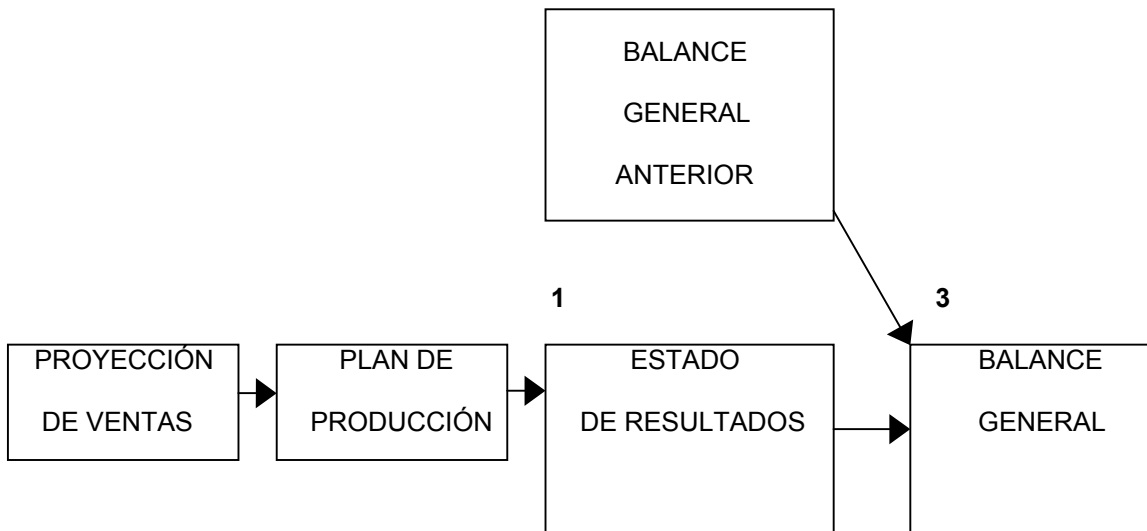 BALANCE
GENERAL
ANTERIOR
1
3
PROYECCIÓN
DE VENTAS
PLAN DE
PRODUCCIÓN
ESTADO
DE RESULTADOS
BALANCE
GENERAL